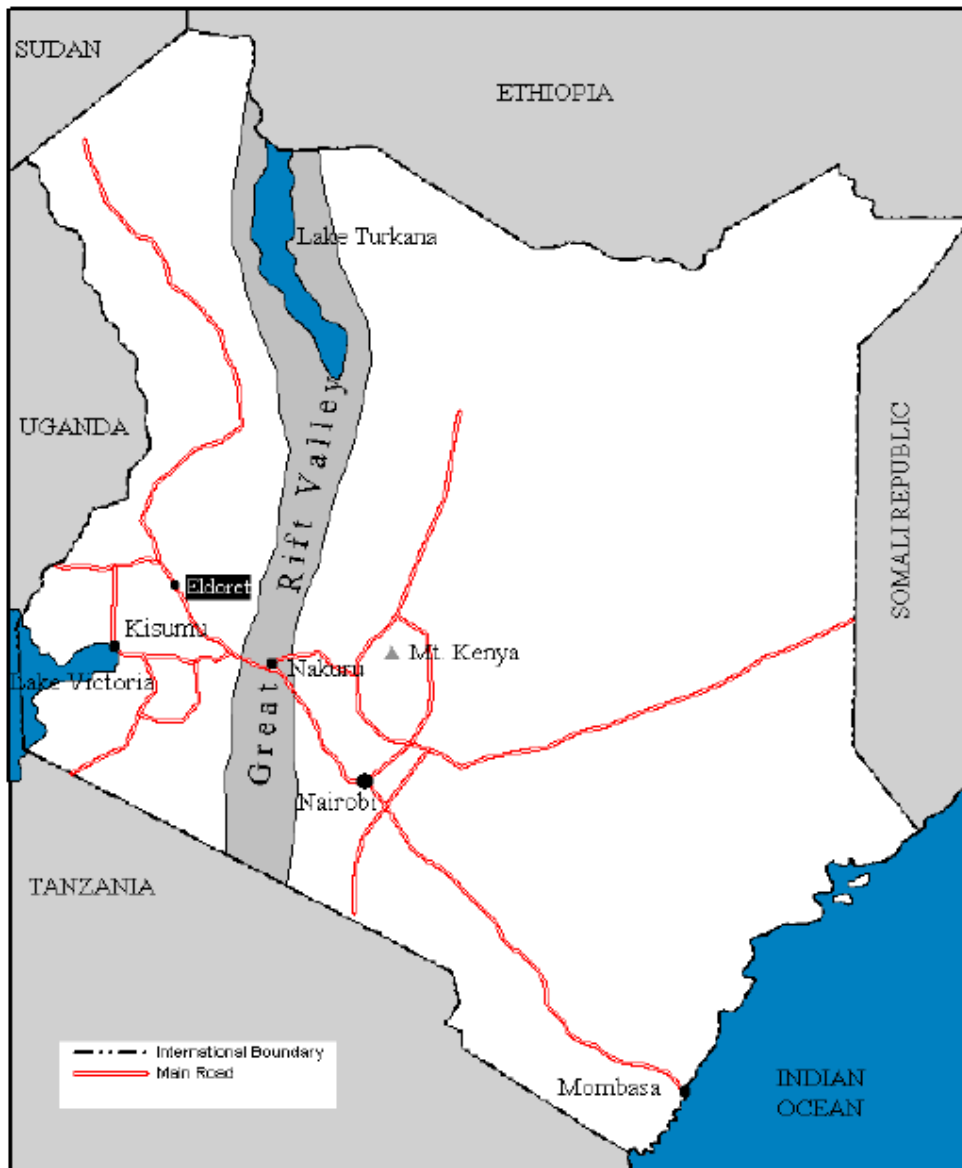 SUDAN
ETHIOPIA
Lake Turkana
UGANDA
Great Rift Valley
SOMALI REPUBLIC
Eldoret
Kisumu
Mt. Kenya
Nakuru
Lake Victoria
Nairobi
TANZANIA
International Boundary
Main Road
Mombasa
INDIAN
OCEAN